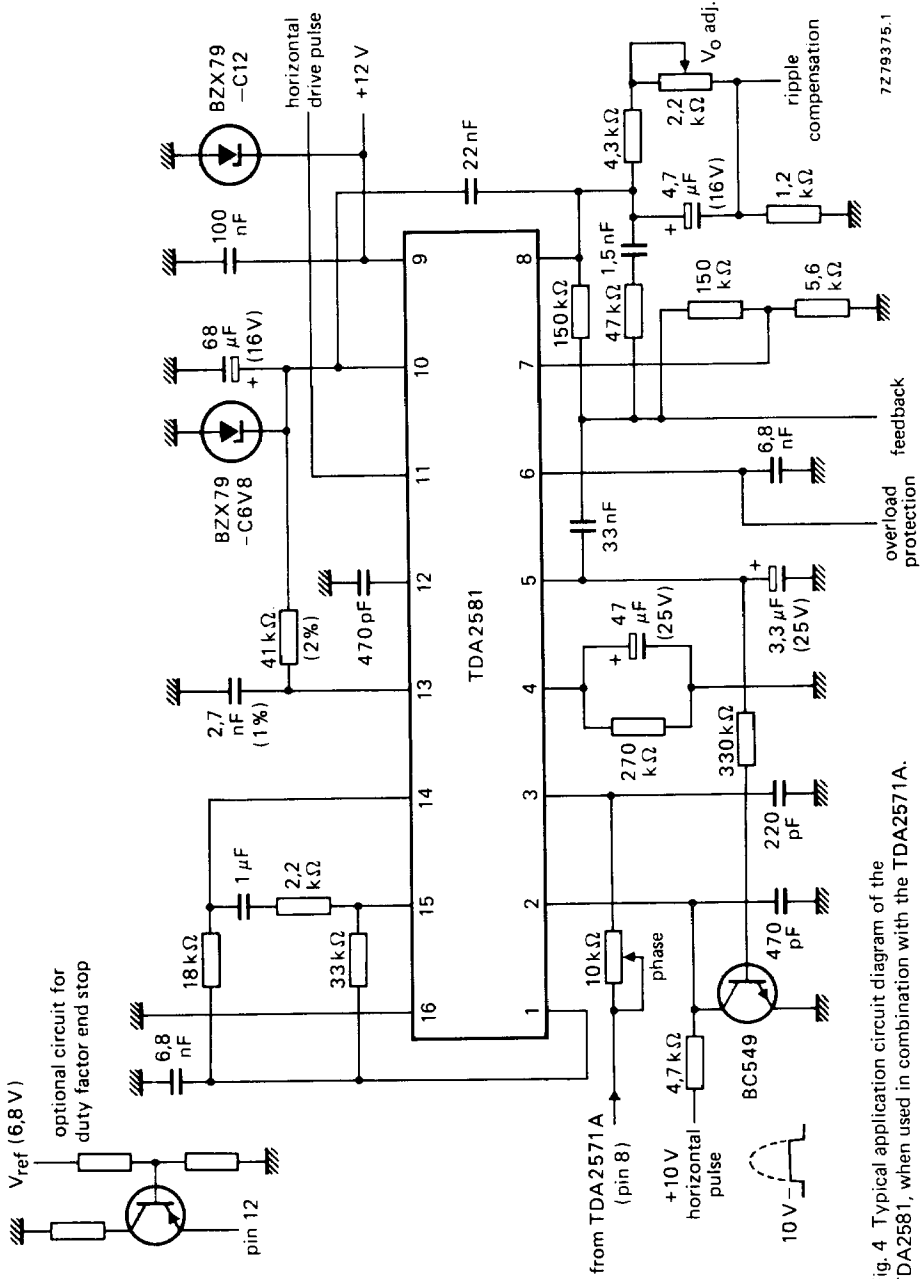 Vref (6,8 V)
optional circuit for
duty factor end stop
pin 12
6,8
nF
18 kΩ
1 μF
2,2
kΩ
33 kΩ
2,7
nF
(1%)
41 kΩ
(2%)
470 pF
BZX79
-C6V8
68
μF
+ (16 V)
100
nF
BZX79
-C12
horizontal
drive pulse
+12 V
22 nF
16
15
14
13
12
11
10
9
TDA2581
1
2
3
4
5
6
7
8
from TDA2571A
(pin 8)
10 kΩ
phase
+10 V
horizontal
pulse
10 V
4,7 kΩ
BC549
470
pF
220
pF
270
kΩ
+
47
μF
(25 V)
330 kΩ
33 nF
+
3,3 μF
(25 V)
6,8
nF
overload
protection
feedback
150 kΩ
47 kΩ
1,5 nF
150
kΩ
5,6
kΩ
4,3 kΩ
+
4,7
μF
(16 V)
1,2
kΩ
2,2
kΩ
Vo adj.
ripple
compensation
7Z79375.1
ig. 4 Typical application circuit diagram of the
TDA2581, when used in combination with the TDA2571A.